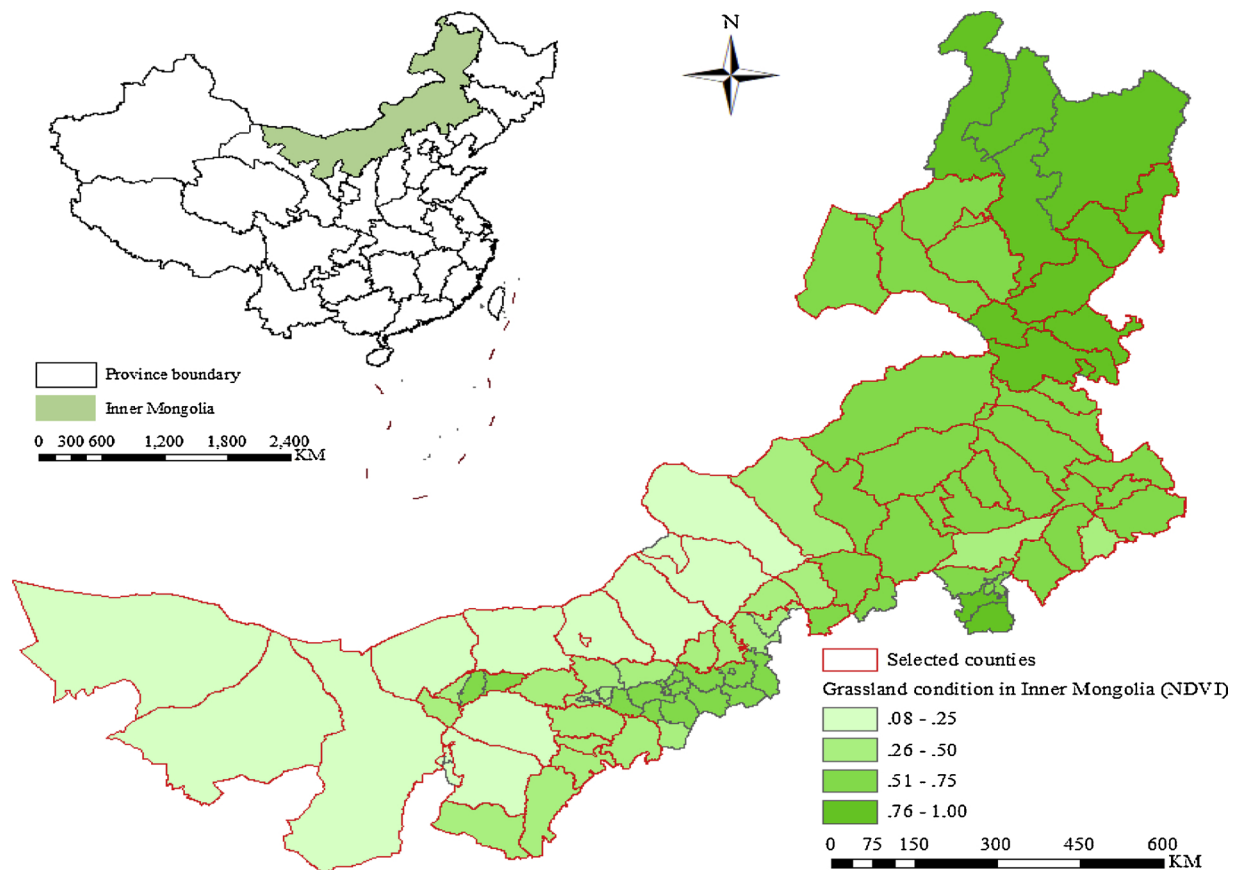 N
Province boundary
Inner Mongolia
0 300 600 1,200 1,800 2,400
KM
Selected counties
Grassland condition in Inner Mongolia (NDVI)
.08 - .25
.26 - .50
.51 - .75
.76 - 1.00
0 75 150 300 450 600
KM